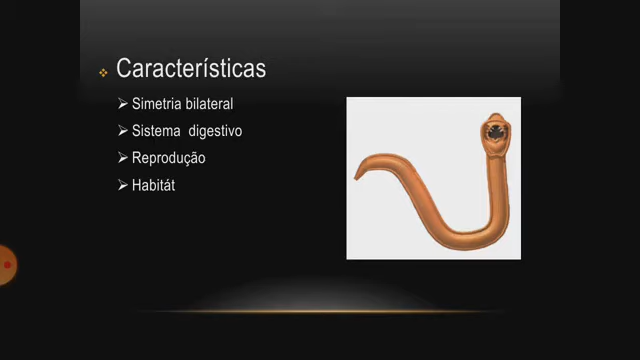 Características
Simetria bilateral
Sistema digestivo
Reprodução
Habitát